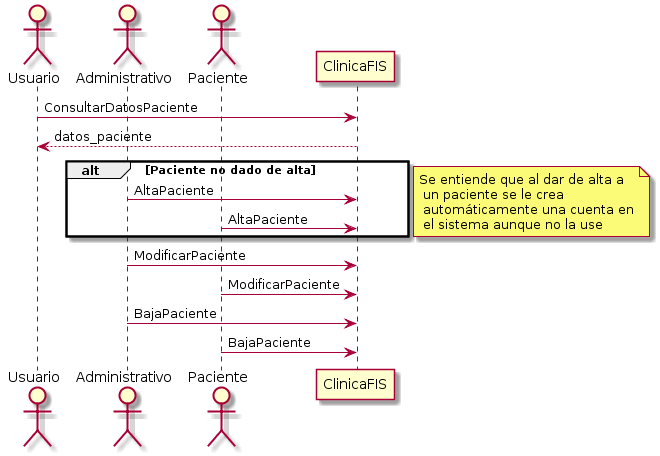 Usuario
Administrativo
Paciente
ClinicaFIS
ConsultarDatosPaciente
datos_paciente
alt
[Paciente no dado de alta]
Se entiende que al dar de alta a
un paciente se le crea
automáticamente una cuenta en
el sistema aunque no la use
AltaPaciente
AltaPaciente
ModificarPaciente
ModificarPaciente
BajaPaciente
BajaPaciente
Usuario
Administrativo
Paciente
ClinicaFIS